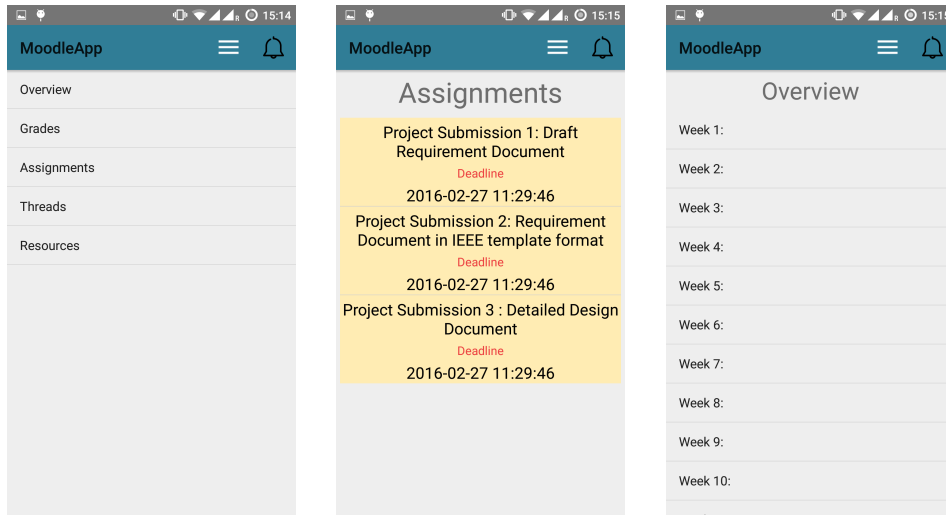 15:14
MoodleApp
Overview
Grades
Assignments
Threads
Resources
15:15
MoodleApp
Assignments
Project Submission 1: Draft
Requirement Document
Deadline
2016-02-27 11:29:46
Project Submission 2: Requirement
Document in IEEE template format
Deadline
2016-02-27 11:29:46
Project Submission 3 : Detailed Design
Document
Deadline
2016-02-27 11:29:46
15:15
MoodleApp
Overview
Week 1:
Week 2:
Week 3:
Week 4:
Week 5:
Week 6:
Week 7:
Week 8:
Week 9:
Week 10: